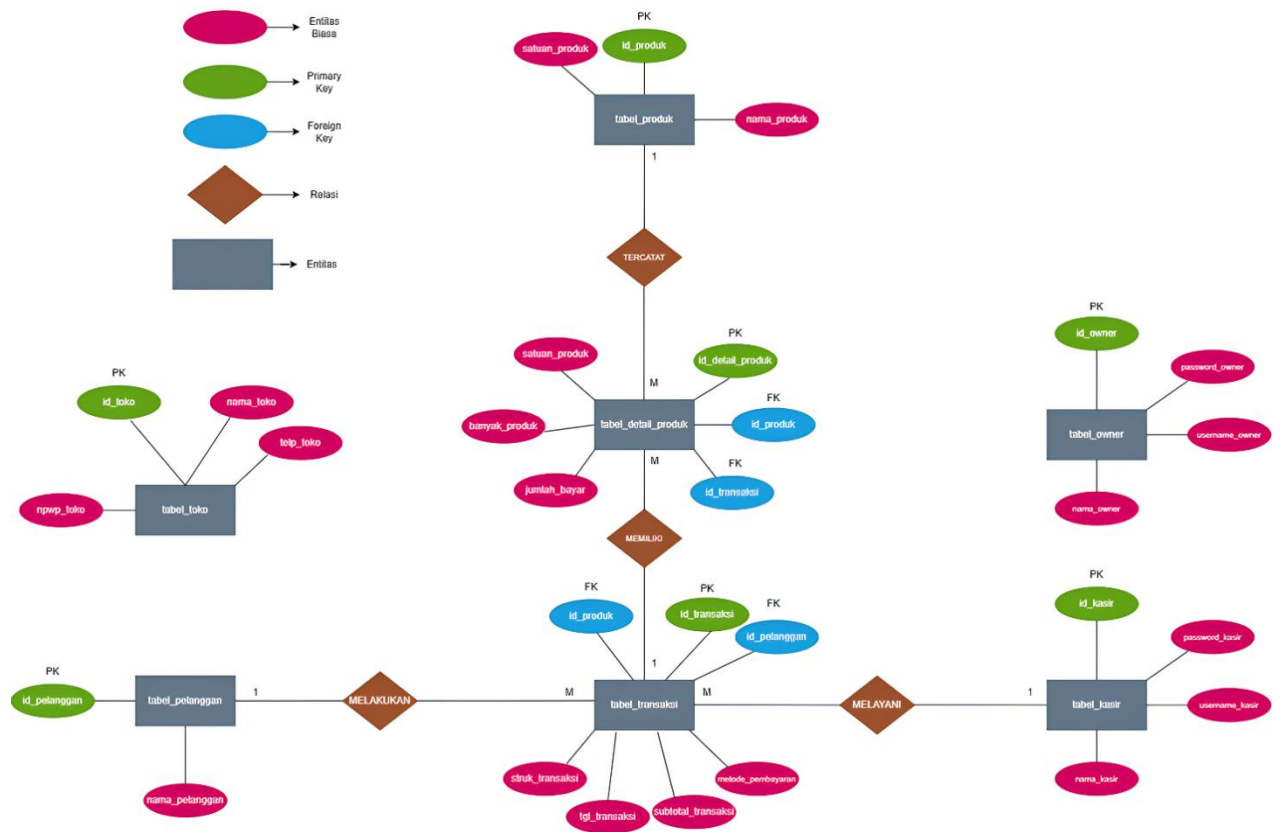 Entitas
Biasa
Primary
Key
Foreign
Key
Relasi
Entitas
PK
satuan_produk
id_produk
tabel_produk
nama_produk
1
TERCATAT
M
satuan_produk
PK
id_detail_produk
banyak_produk
tabel_detail_produk
FK
id_produk
jumlah_bayar
M
FK
id_transaksi
MEMILIKI
PK
id_owner
password_owner
tabel_owner
username_owner
nama_owner
PK
id_toko
nama_toko
telp_toko
npwp_toko
tabel_toko
FK
id_produk
PK
id_transaksi
FK
id_pelanggan
1
PK
id_pelanggan
tabel_pelanggan
1
MELAKUKAN
M
tabel_transaksi
M
MELAYANI
1
PK
id_kasir
password_kasir
tabel_kasir
username_kasir
nama_kasir
nama_pelanggan
struk_transaksi
tgl_transaksi
subtotal_transaksi
metode_pembayaran